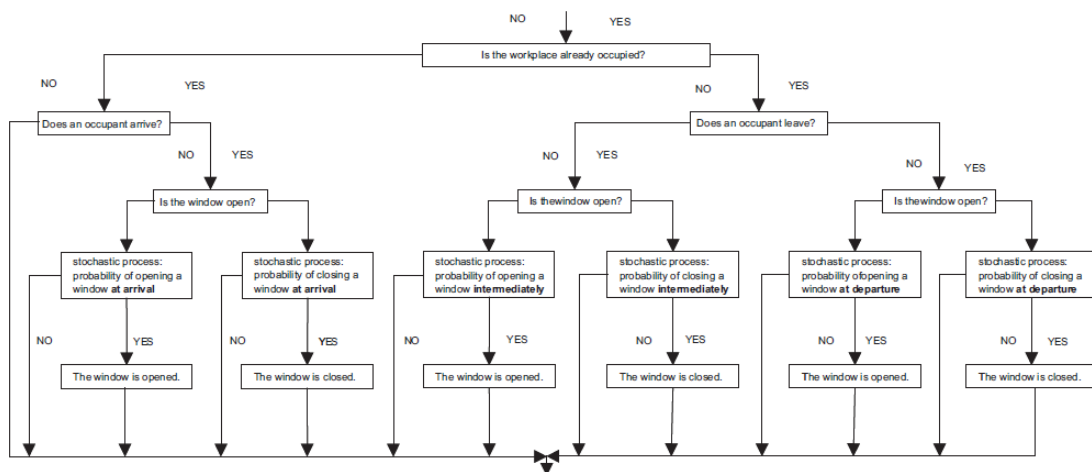 NO YES
Is the workplace already occupied?
NO YES NO YES
Does an occupant arrive? Does an occupant leave?
NO YES NO YES NO YES
Is the window open? Is thewindow open? Is thewindow open?
stochastic process: stochastic process: stochastic process: stochastic process: stochastic process: stochastic process:
probability of opening a probability of closing a probability of opening a probability of closing a probability ofopening a probability of closing a
window at arrival window at arrival window intermediately window intermediately window at departure window at departure
NO YES NO YES NO YES NO YES NO YES NO YES
The window is opened. The window is closed. The window is opened. The window is closed. The window is opened. The window is closed.